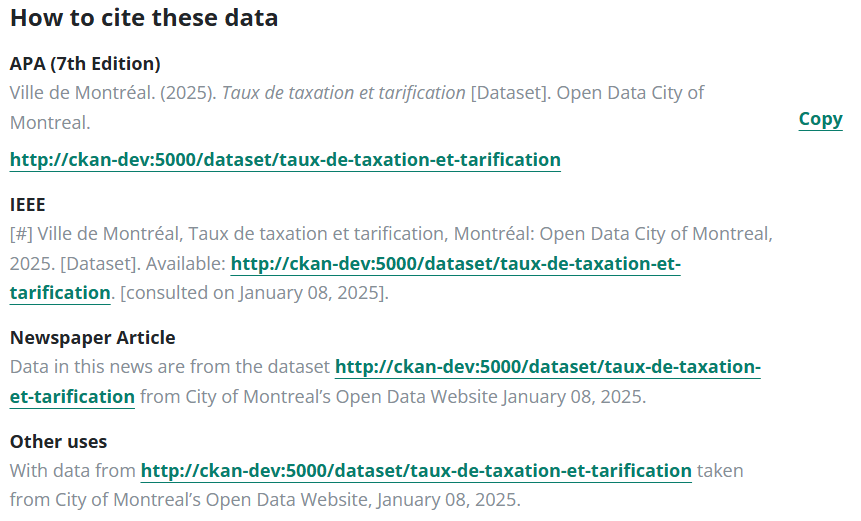 How to cite these data
APA (7th Edition)
Ville de Montréal. (2025). Taux de taxation et tarification [Dataset]. Open Data City of
Montreal.
Copy
http://ckan-dev:5000/dataset/taux-de-taxation-et-tarification
IEEE
[#] Ville de Montréal, Taux de taxation et tarification, Montréal: Open Data City of Montreal,
2025. [Dataset]. Available: http://ckan-dev:5000/dataset/taux-de-taxation-et-
tarification. [consulted on January 08, 2025].
Newspaper Article
Data in this news are from the dataset http://ckan-dev:5000/dataset/taux-de-taxation-
et-tarification from City of Montreal’s Open Data Website January 08, 2025.
Other uses
With data from http://ckan-dev:5000/dataset/taux-de-taxation-et-tarification taken
from City of Montreal’s Open Data Website, January 08, 2025.